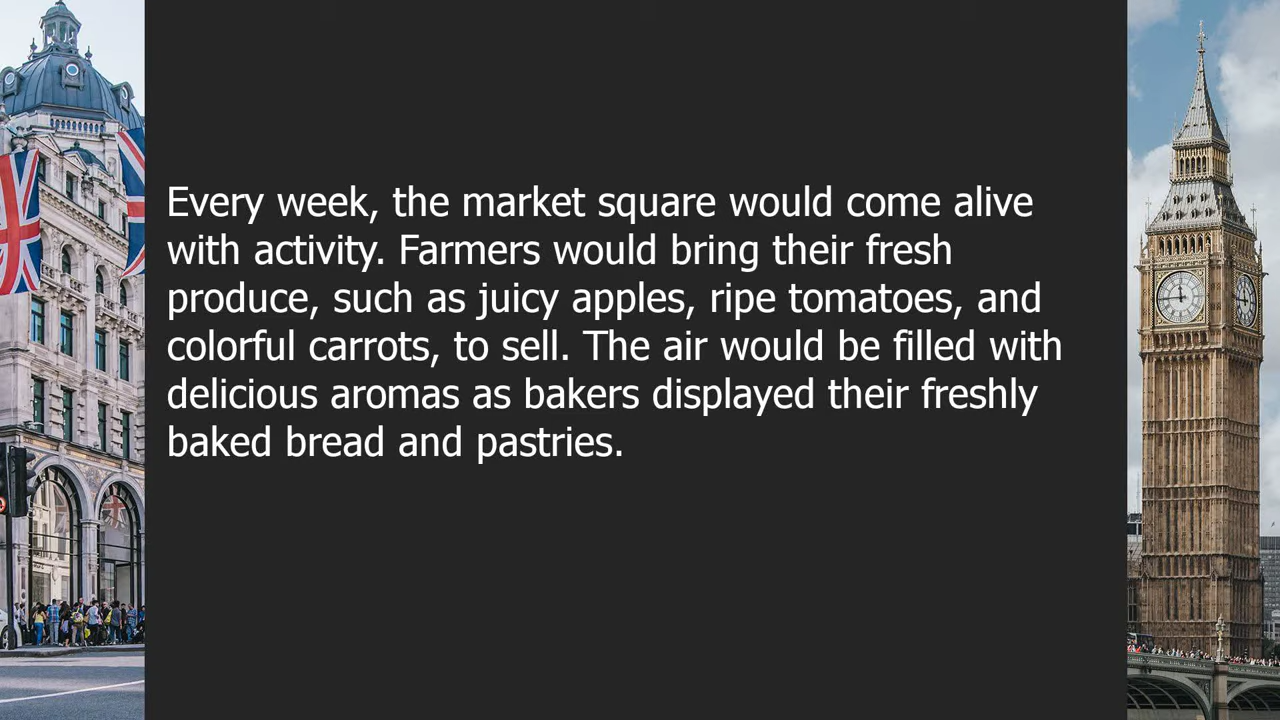 Every week, the market square would come alive
with activity. Farmers would bring their fresh
produce, such as juicy apples, ripe tomatoes, and
colorful carrots, to sell. The air would be filled with
delicious aromas as bakers displayed their freshly
baked bread and pastries.